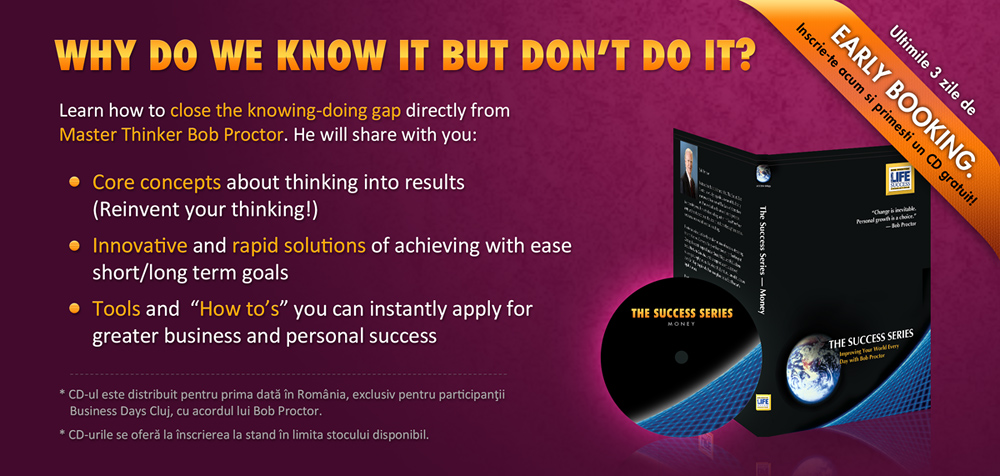 WHY DO WE KNOW IT BUT DON'T DO IT?
Learn how to close the knowing-doing gap directly from
Master Thinker Bob Proctor. He will share with you:
Core concepts about thinking into results
(Reinvent your thinking!)
Innovative and rapid solutions of achieving with ease
short/long term goals
Tools and “How to’s” you can instantly apply for
greater business and personal success
* CD-ul este distribuit pentru prima dată în România, exclusiv pentru participanţii
Business Days Cluj, cu acordul lui Bob Proctor.
* CD-urile se oferă la înscrierea la stand în limita stocului disponibil.
Ultimile 3 zile de
EARLY BOOKING.
Inscrie-te acum si primesti un CD gratuit!
THE SUCCESS SERIES
MONEY
The Success Series — Money
LIFE
SUCCESS
“Change is inevitable.
Personal growth is a choice.”
— Bob Proctor
THE SUCCESS SERIES
Improving Your World Every
Day with Bob Proctor
LIFE